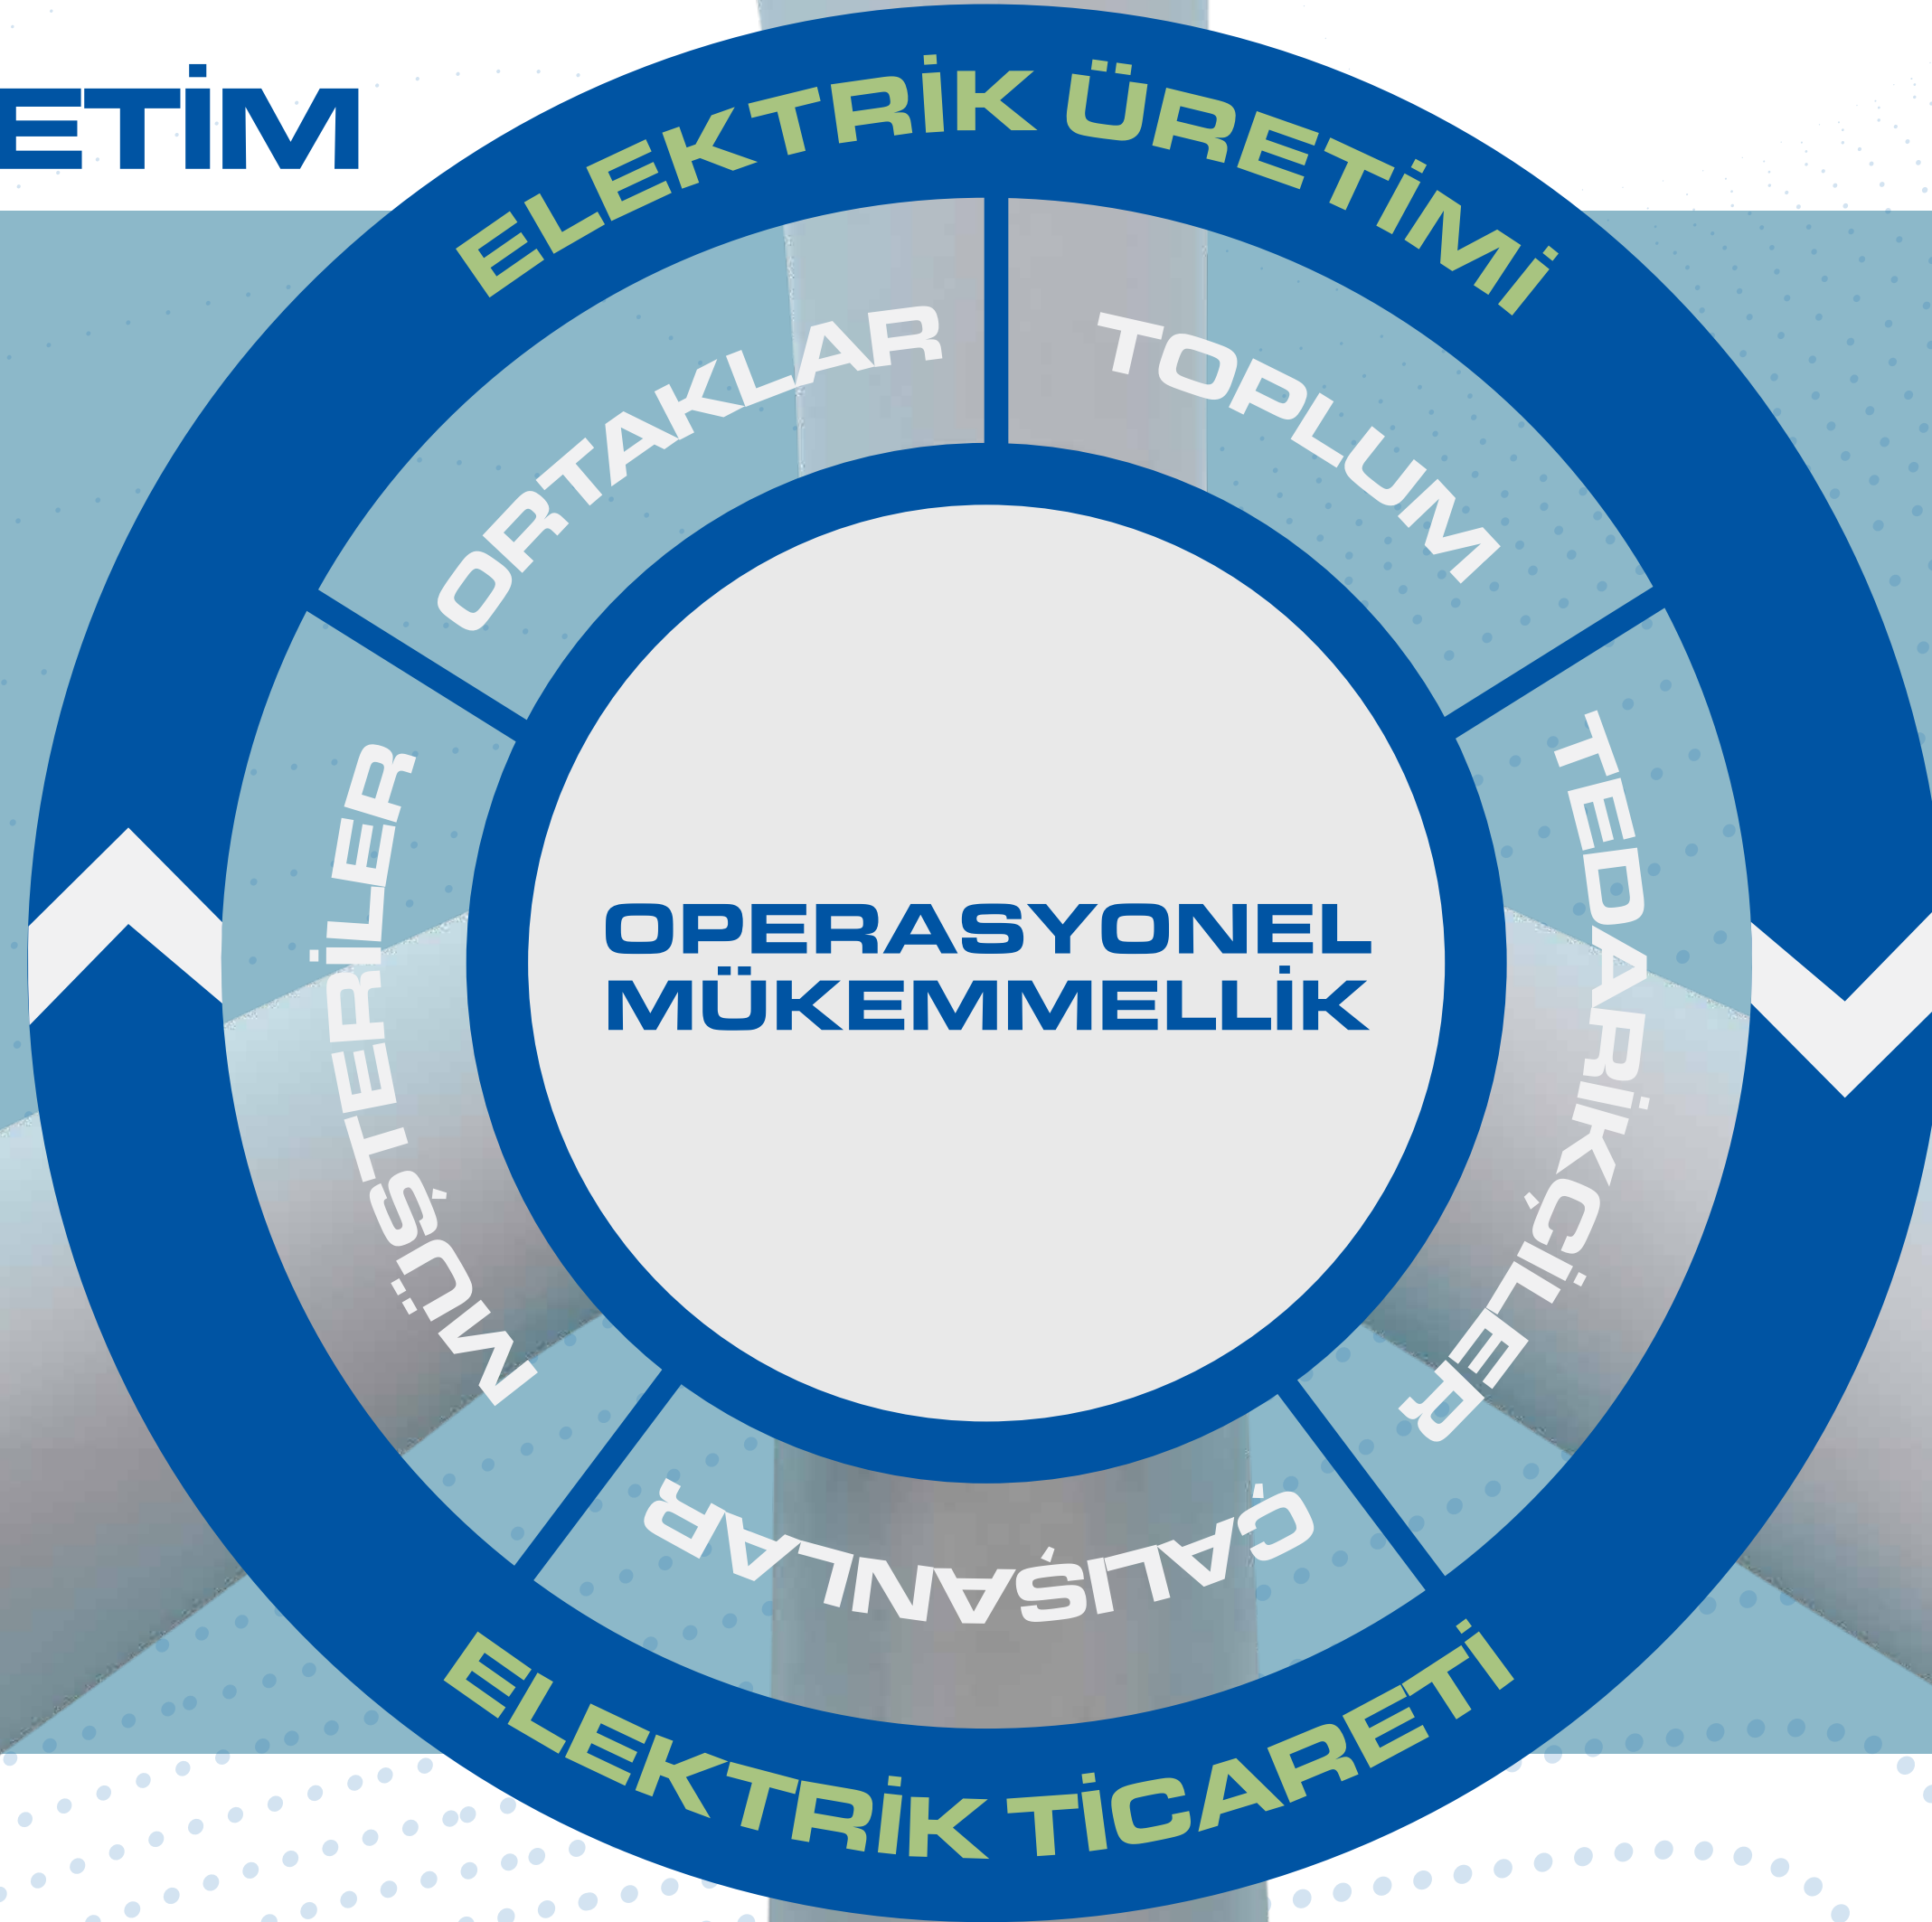 ETİM
ELEKTRİK ÜRETİMİ
ORTAKLAR
TOPLUM
TEDARİKÇİLER
ÇALIŞANLAR
MÜŞTERİLER
OPERASYONEL
MÜKEMMELLİK
ELEKTRİK TİCARETİ